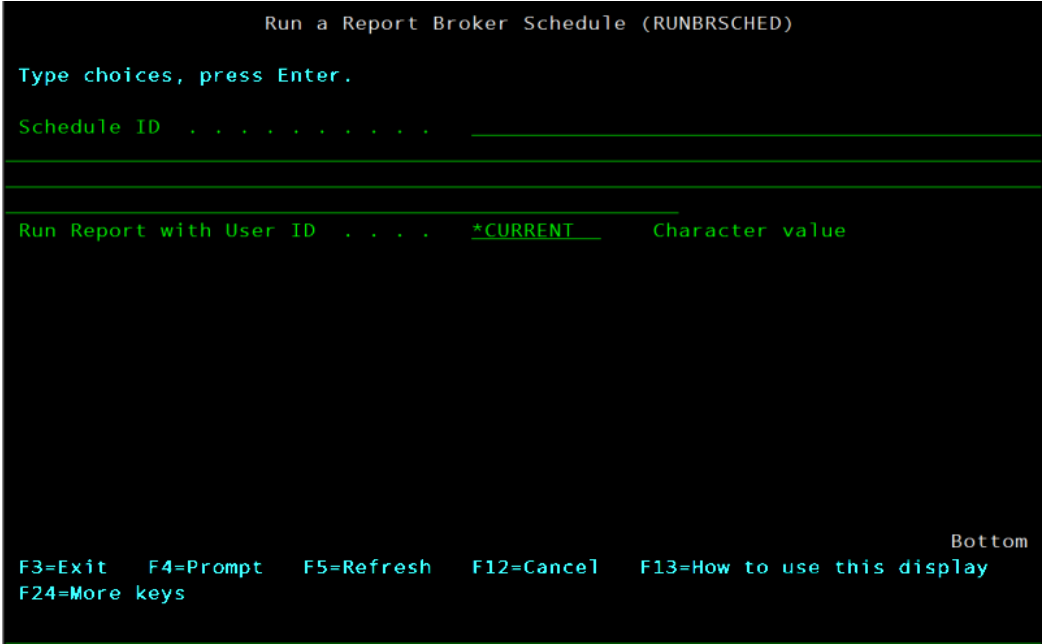 Run a Report Broker Schedule (RUNBRSCHED)
Type choices, press Enter.
Schedule ID . . . . . . . . . .
Run Report with User ID . . . . *CURRENT Character value
Bottom
F3=Exit F4=Prompt F5=Refresh F12=Cancel F13=How to use this display
F24=More keys